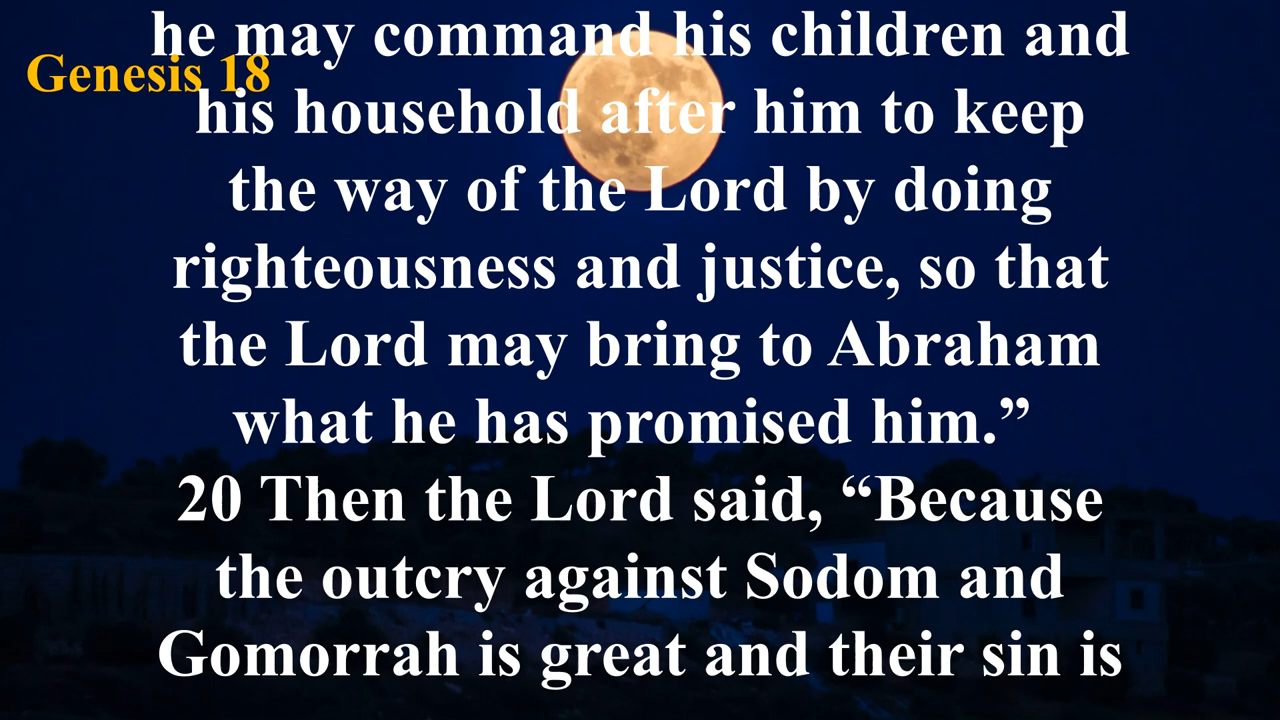 Genesis 18
he may command his children and
his household after him to keep
the way of the Lord by doing
righteousness and justice, so that
the Lord may bring to Abraham
what he has promised him.”
20 Then the Lord said, “Because
the outcry against Sodom and
Gomorrah is great and their sin is